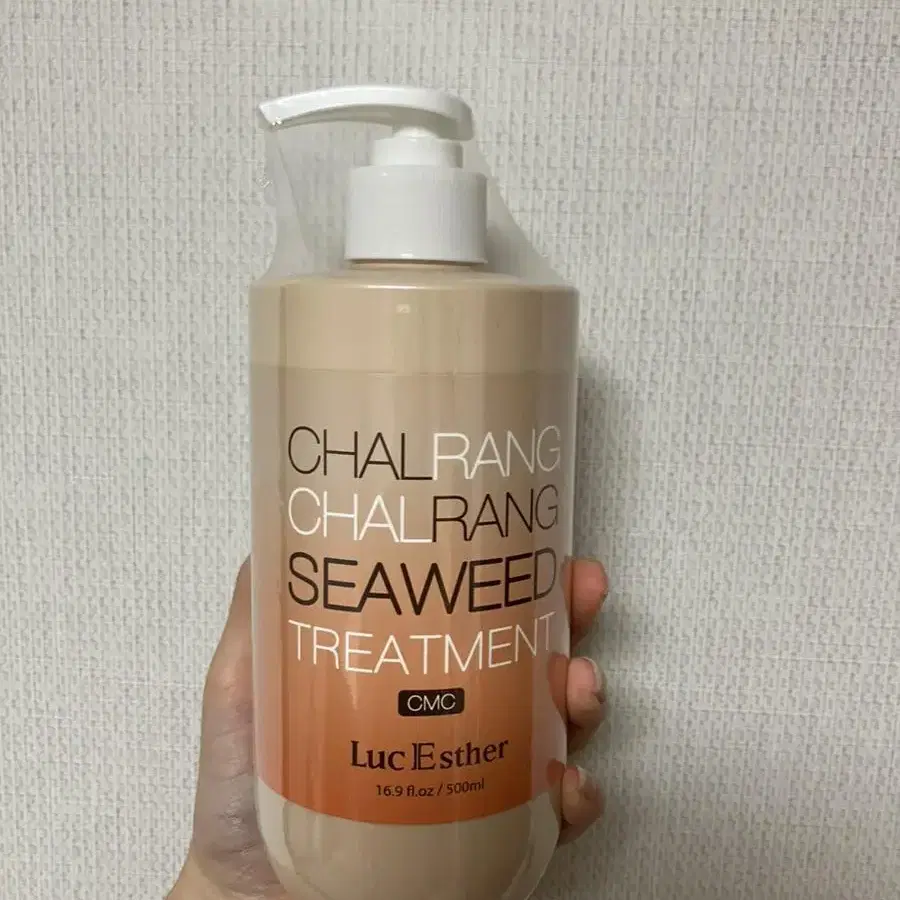 CHALRANG
CHALRANG
SEAWEED
TREATMENT
CMC
Luc Esther
16.9 fl.oz / 500ml